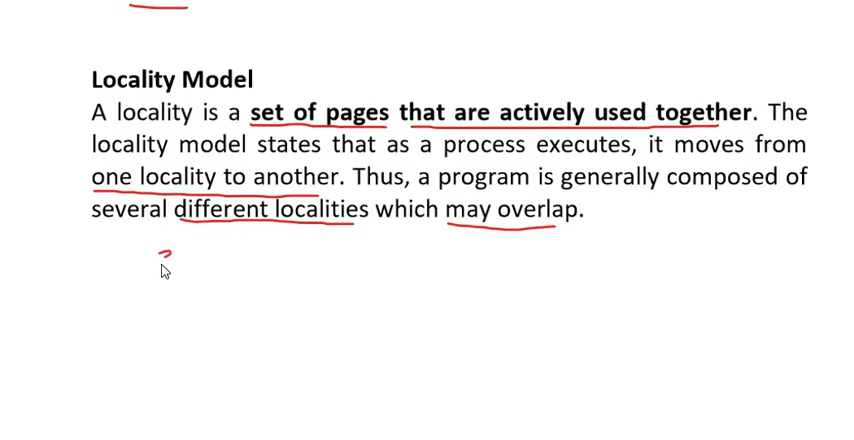 Locality Model
A locality is a set of pages that are actively used together. The
locality model states that as a process executes, it moves from
one locality to another. Thus, a program is generally composed of
several different localities which may overlap.